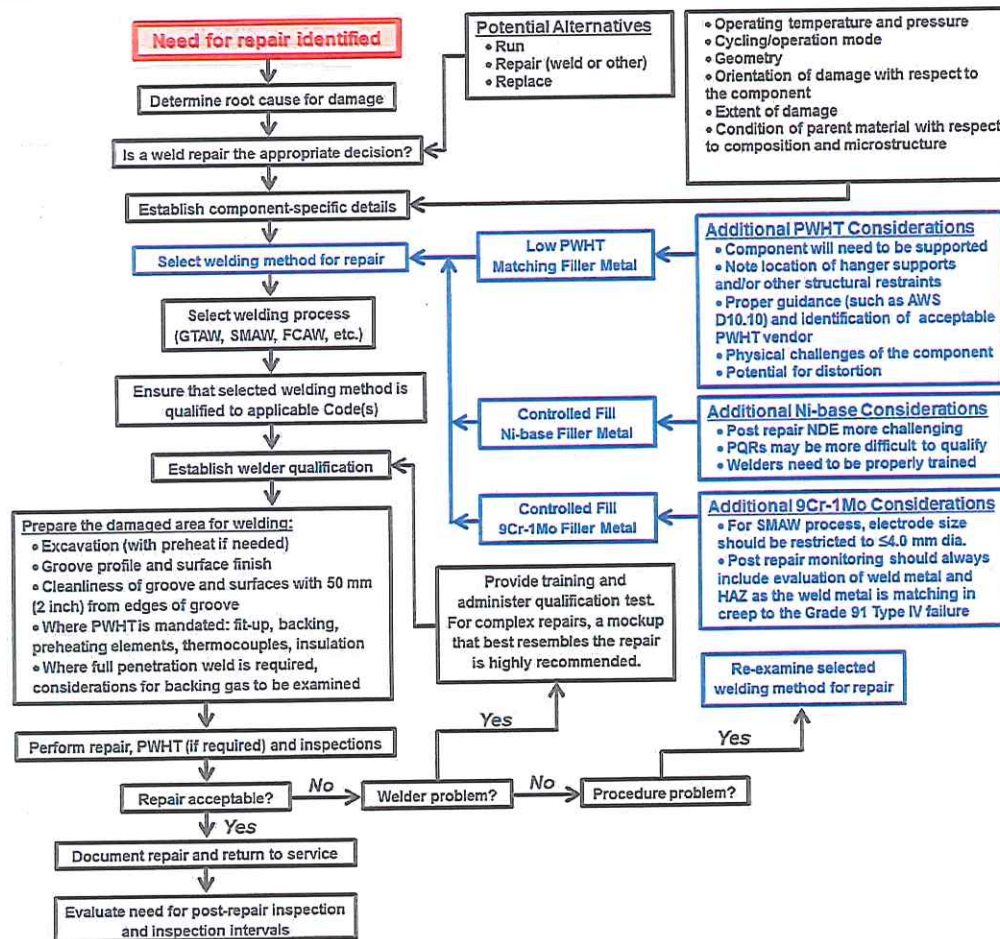 Need for repair identified
Potential Alternatives
• Run
• Repair (weld or other)
• Replace
• Operating temperature and pressure
• Cycling/operation mode
• Geometry
• Orientation of damage with respect to
the component
• Extent of damage
• Condition of parent material with respect
to composition and microstructure
Determine root cause for damage
Is a weld repair the appropriate decision?
Establish component-specific details
Select welding method for repair
Low PWHT
Matching Filler Metal
Additional PWHT Considerations
• Component will need to be supported
• Note location of hanger supports
and/or other structural restraints
• Proper guidance (such as AWS
D10.10) and identification of acceptable
PWHT vendor
• Physical challenges of the component
• Potential for distortion
Select welding process
(GTAW, SMAW, FCAW, etc.)
Ensure that selected welding method is
qualified to applicable Code(s)
Controlled Fill
Ni-base Filler Metal
Additional Ni-base Considerations
• Post repair NDE more challenging
• PQRs may be more difficult to qualify
• Welders need to be properly trained
Establish welder qualification
Controlled Fill
9Cr-1Mo Filler Metal
Additional 9Cr-1Mo Considerations
• For SMAW process, electrode size
should be restricted to ≤4.0 mm dia.
• Post repair monitoring should always
include evaluation of weld metal and
HAZ as the weld metal is matching in
creep to the Grade 91 Type IV failure
Prepare the damaged area for welding:
• Excavation (with preheat if needed)
• Groove profile and surface finish
• Cleanliness of groove and surfaces with 50 mm
(2 inch) from edges of groove
• Where PWHT is mandated: fit-up, backing,
preheating elements, thermocouples, insulation
• Where full penetration weld is required,
considerations for backing gas to be examined
Provide training and
administer qualification test.
For complex repairs, a mockup
that best resembles the repair
is highly recommended.
Re-examine selected
welding method for repair
Yes
Yes
Perform repair, PWHT (if required) and inspections
Repair acceptable?
No
Welder problem?
No
Procedure problem?
Yes
Document repair and return to service
Evaluate need for post-repair inspection
and inspection intervals